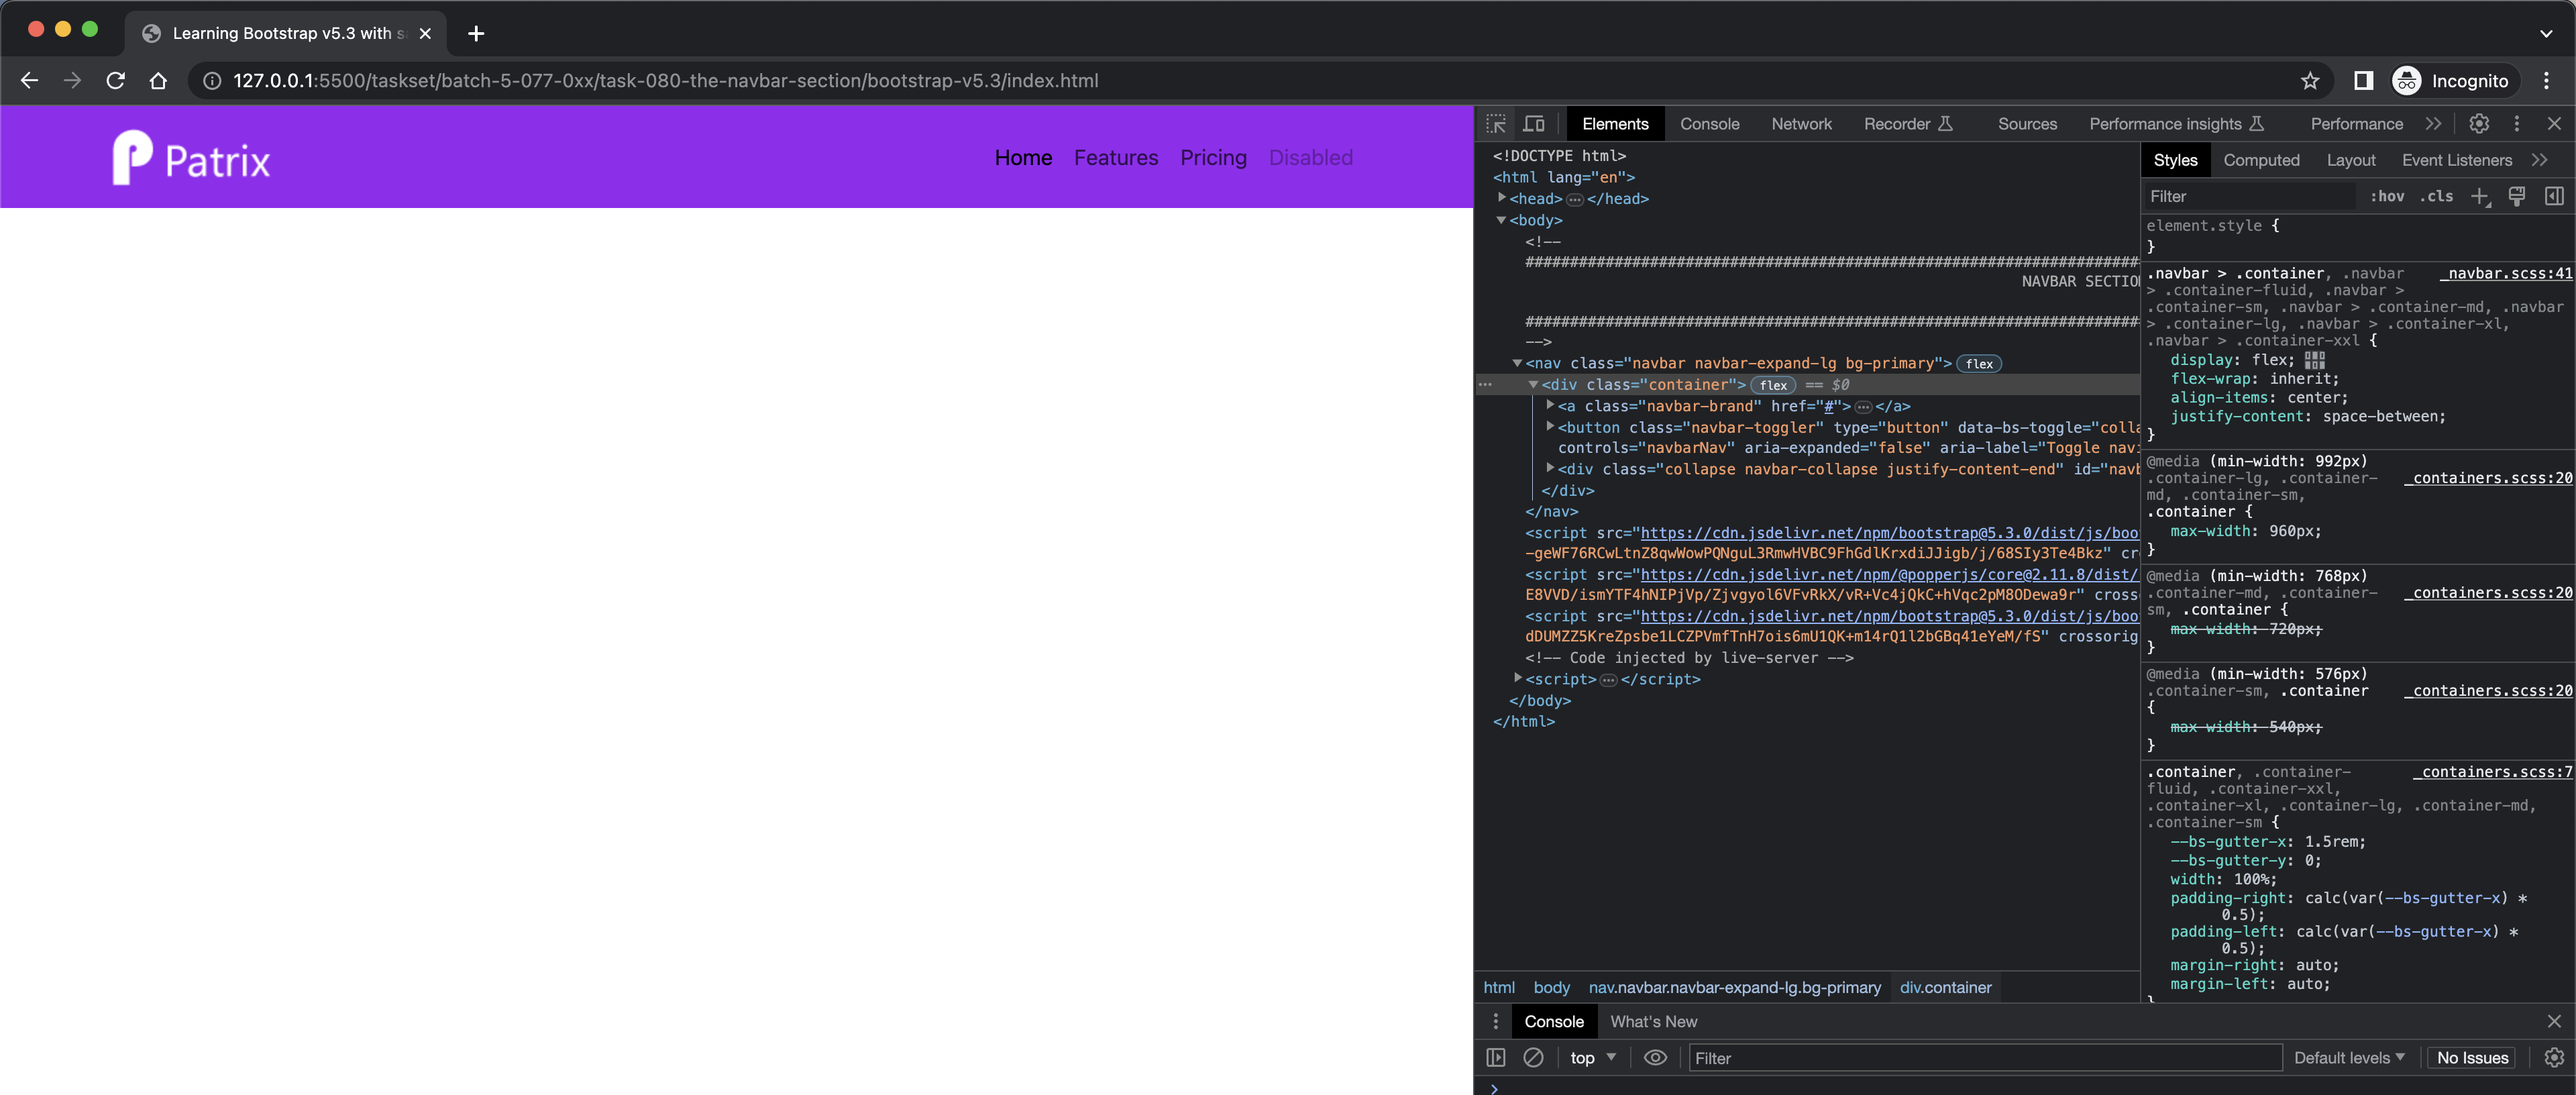 Learning Bootstrap v5.3 with s
127.0.0.1:5500/taskset/batch-5-077-0xx/task-080-the-navbar-section/bootstrap-v5.3/index.html
Incognito
Patrix
Home Features Pricing Disabled
Elements Console Network Recorder Sources Performance insights Performance
<!DOCTYPE html>
<html lang="en">
<head> ⋯ </head>
<body>
<!--
NAVBAR SECTIO
-->
<nav class="navbar navbar-expand-lg bg-primary"> flex
<div class="container"> flex == $0
<a class="navbar-brand" href="#"> ⋯ </a>
<button class="navbar-toggler" type="button" data-bs-toggle="colla
controls="navbarNav" aria-expanded="false" aria-label="Toggle navi
<div class="collapse navbar-collapse justify-content-end" id="navb
</div>
</nav>
<script src="https://cdn.jsdelivr.net/npm/bootstrap@5.3.0/dist/js/boo
-geWF76RCwLtnZ8qwWowPQNguL3RmwHVBC9FhGdlKrxdiJJigb/j/68SIy3Te4Bkz" cr
<script src="https://cdn.jsdelivr.net/npm/@popperjs/core@2.11.8/dist/
E8VVD/ismYTF4hNIPjVp/Zjvgyol6VFvRkX/vR+Vc4jQkC+hVqc2pM8ODewa9r" cross
<script src="https://cdn.jsdelivr.net/npm/bootstrap@5.3.0/dist/js/boo
dDUMZZ5KreZpsbe1LCZPVmfTnH7ois6mU1QK+m14rQ1l2bGBq41eYeM/fS" crossorig
<!-- Code injected by live-server -->
<script> ⋯ </script>
</body>
</html>
html body nav.navbar.navbar-expand-lg.bg-primary div.container
Styles Computed Layout Event Listeners
Filter :hov .cls
element.style {
}
.navbar > .container, .navbar _navbar.scss:41
> .container-fluid, .navbar >
.container-sm, .navbar > .container-md, .navbar
> .container-lg, .navbar > .container-xl,
.navbar > .container-xxl {
display: flex;
flex-wrap: inherit;
align-items: center;
justify-content: space-between;
}
@media (min-width: 992px)
.container-lg, .container- _containers.scss:20
md, .container-sm,
.container {
max-width: 960px;
}
@media (min-width: 768px)
.container-md, .container- _containers.scss:20
sm, .container {
max-width: 720px;
}
@media (min-width: 576px)
.container-sm, .container _containers.scss:20
{
max-width: 540px;
}
.container, .container- _containers.scss:7
fluid, .container-xxl,
.container-xl, .container-lg, .container-md,
.container-sm {
--bs-gutter-x: 1.5rem;
--bs-gutter-y: 0;
width: 100%;
padding-right: calc(var(--bs-gutter-x) *
0.5);
padding-left: calc(var(--bs-gutter-x) *
0.5);
margin-right: auto;
margin-left: auto;
}
Console What's New
top Filter Default levels No Issues